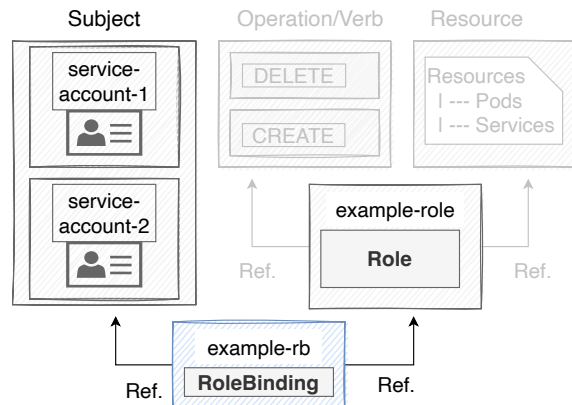 Subject
Operation/Verb
Resource
service-
account-1
DELETE
CREATE
Resources
I --- Pods
I --- Services
service-
account-2
example-role
Role
Ref.
Ref.
example-rb
RoleBinding
Ref.
Ref.